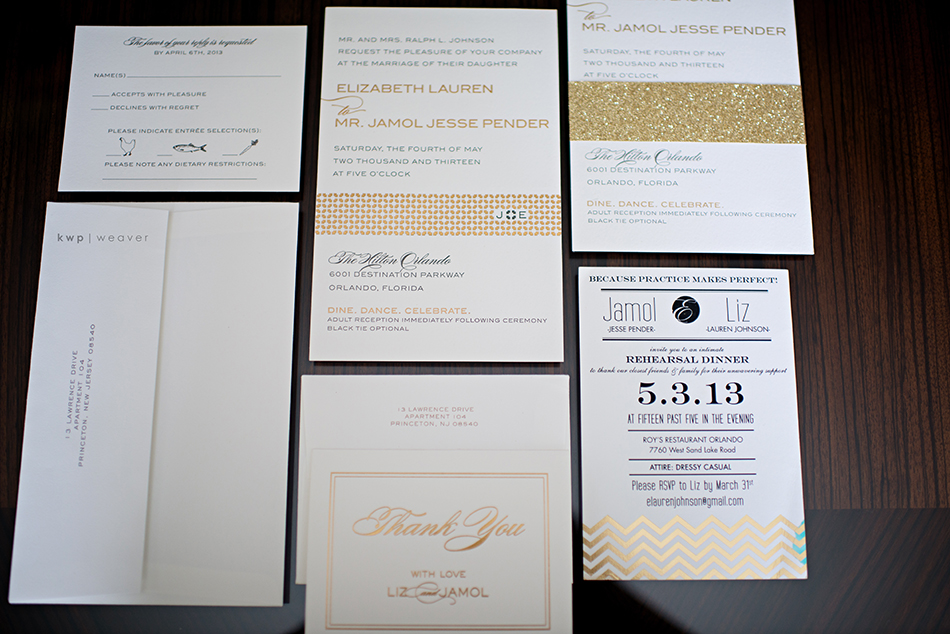 The favor of your reply is requested
BY APRIL 6TH, 2013
NAME(S)
ACCEPTS WITH PLEASURE
DECLINES WITH REGRET
PLEASE INDICATE ENTRÉE SELECTION(S):
PLEASE NOTE ANY DIETARY RESTRICTIONS:
kwp | weaver
13 LAWRENCE DRIVE
APARTMENT 104
PRINCETON, NEW JERSEY 08540
MR. AND MRS. RALPH L. JOHNSON
REQUEST THE PLEASURE OF YOUR COMPANY
AT THE MARRIAGE OF THEIR DAUGHTER
ELIZABETH LAUREN
to
MR. JAMOL JESSE PENDER
SATURDAY, THE FOURTH OF MAY
TWO THOUSAND AND THIRTEEN
AT FIVE O'CLOCK
J E
The Hilton Orlando
6001 DESTINATION PARKWAY
ORLANDO, FLORIDA
DINE. DANCE. CELEBRATE.
ADULT RECEPTION IMMEDIATELY FOLLOWING CEREMONY
BLACK TIE OPTIONAL
13 LAWRENCE DRIVE
APARTMENT 104
PRINCETON, NJ 08540
Thank You
WITH LOVE
LIZ and JAMOL
LAUREN
to
MR. JAMOL JESSE PENDER
SATURDAY, THE FOURTH OF MAY
TWO THOUSAND AND THIRTEEN
AT FIVE O'CLOCK
The Hilton Orlando
6001 DESTINATION PARKWAY
ORLANDO, FLORIDA
DINE. DANCE. CELEBRATE.
ADULT RECEPTION IMMEDIATELY FOLLOWING CEREMONY
BLACK TIE OPTIONAL
BECAUSE PRACTICE MAKES PERFECT!
Jamol & Liz
-JESSE PENDER- -LAUREN JOHNSON-
invite you to an intimate
REHEARSAL DINNER
to thank our closest friends & family for their unwavering support
5.3.13
AT FIFTEEN PAST FIVE IN THE EVENING
ROY'S RESTAURANT ORLANDO
7760 West Sand Lake Road
ATTIRE: DRESSY CASUAL
Please RSVP to Liz by March 31st
elaurenjohnson@gmail.com